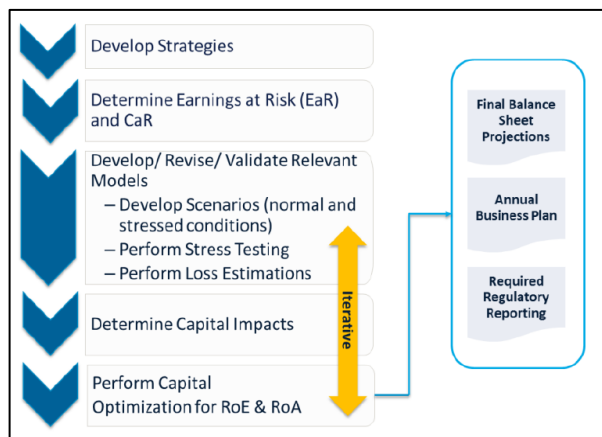 Develop Strategies
Determine Earnings at Risk (EaR)
and CaR
Develop/ Revise/ Validate Relevant
Models
– Develop Scenarios (normal and
stressed conditions)
– Perform Stress Testing
– Perform Loss Estimations
Iterative
Determine Capital Impacts
Perform Capital
Optimization for RoE & RoA
Final Balance
Sheet
Projections
Annual
Business Plan
Required
Regulatory
Reporting